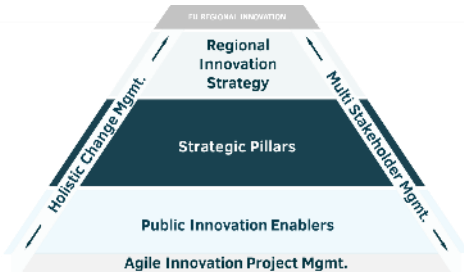 EU REGIONAL INNOVATION
Regional
Innovation
Strategy
Holistic Change Mgmt.
Multi Stakeholder Mgmt.
Strategic Pillars
Public Innovation Enablers
Agile Innovation Project Mgmt.